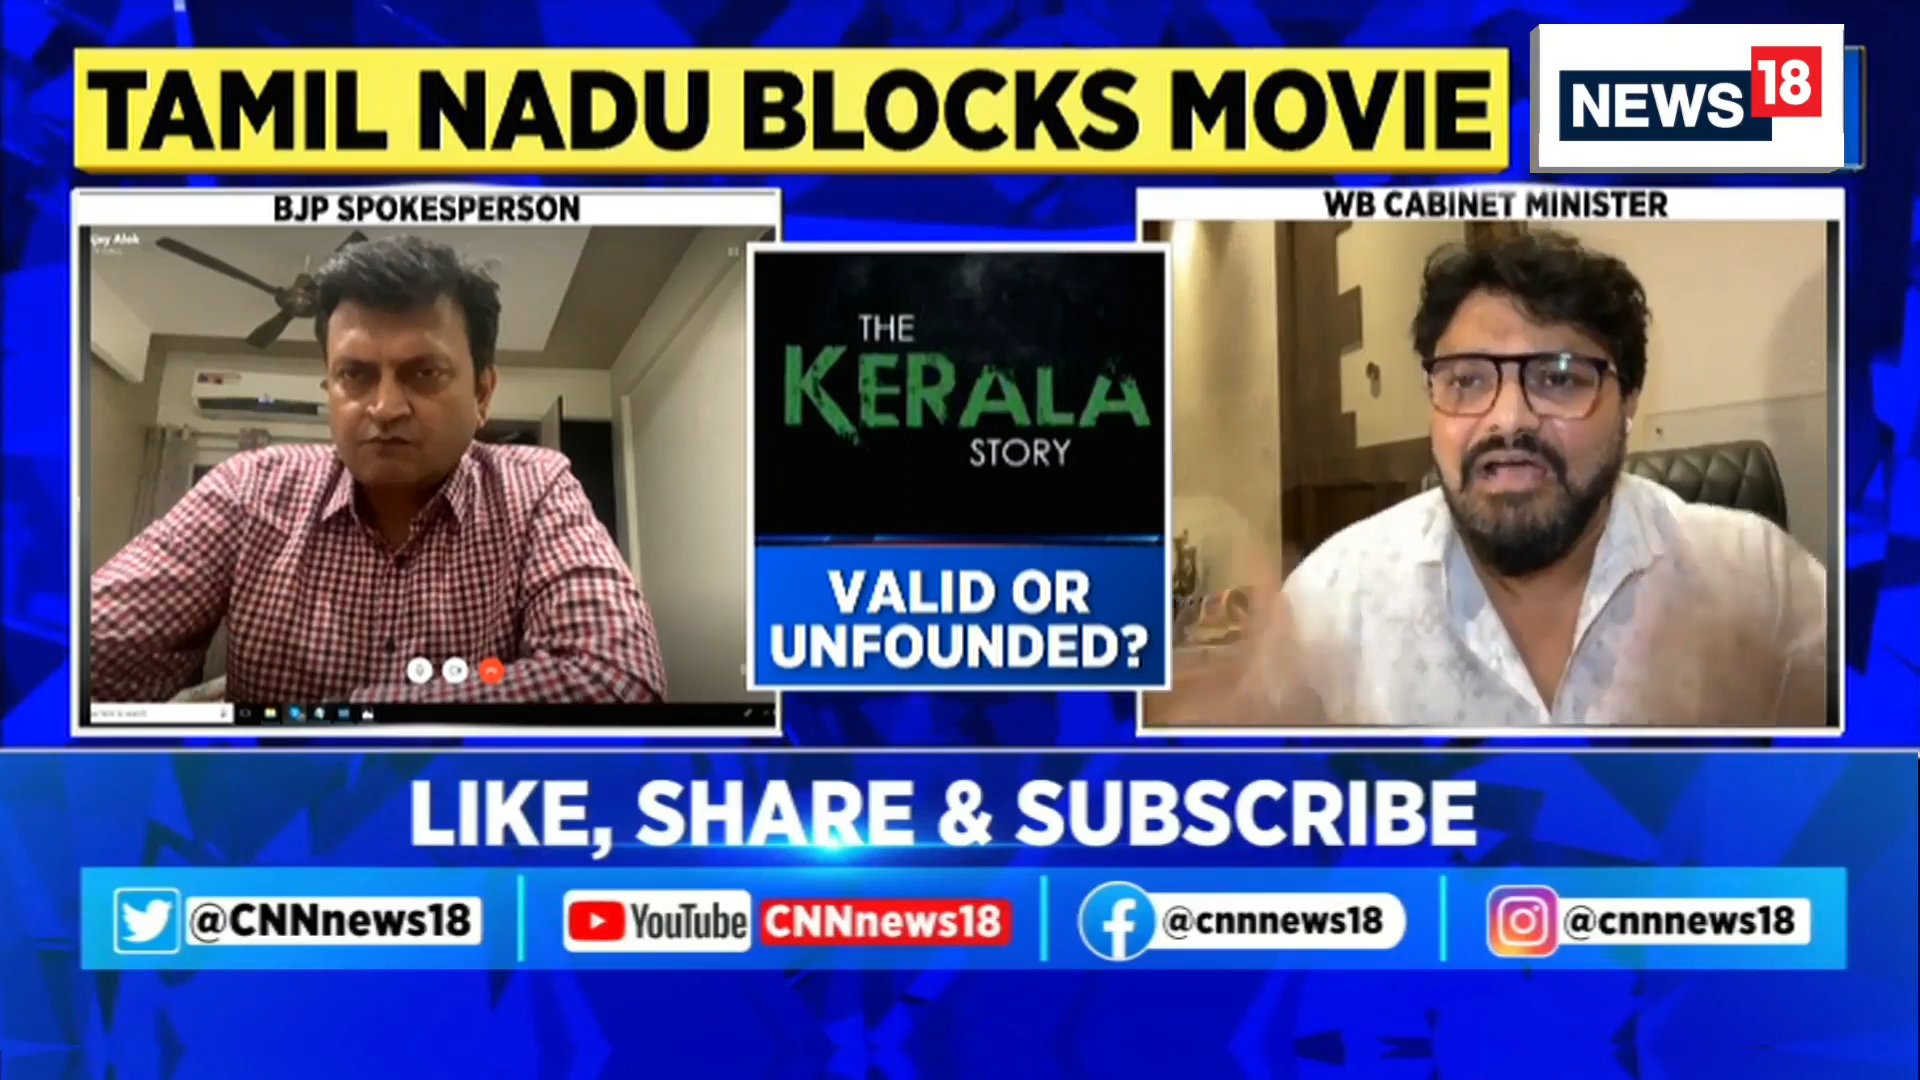 TAMIL NADU BLOCKS MOVIE
NEWS18
BJP SPOKESPERSON
WB CABINET MINISTER
Alok
THE
KERALA
STORY
VALID OR
UNFOUNDED?
LIKE, SHARE & SUBSCRIBE
@CNNnews18
YouTube CNNnews18
@cnnnews18
@cnnnews18